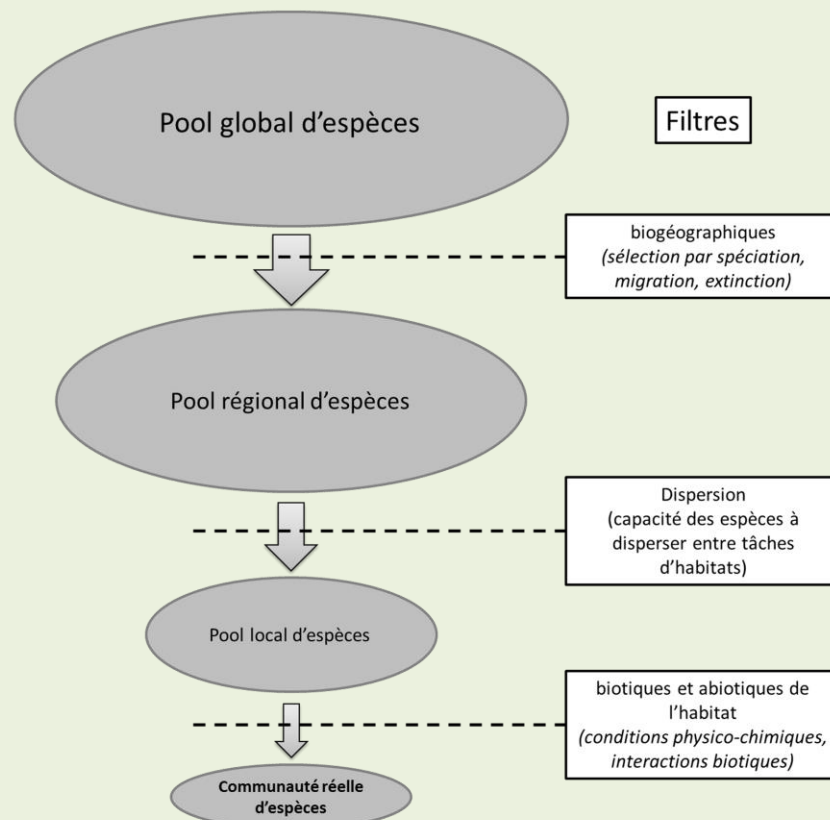 Pool global d’espèces
Filtres
biogéographiques
(sélection par spéciation,
migration, extinction)
Pool régional d’espèces
Dispersion
(capacité des espèces à
disperser entre tâches
d’habitats)
Pool local d’espèces
biotiques et abiotiques de
l’habitat
(conditions physico-chimiques,
interactions biotiques)
Communauté réelle
d’espèces